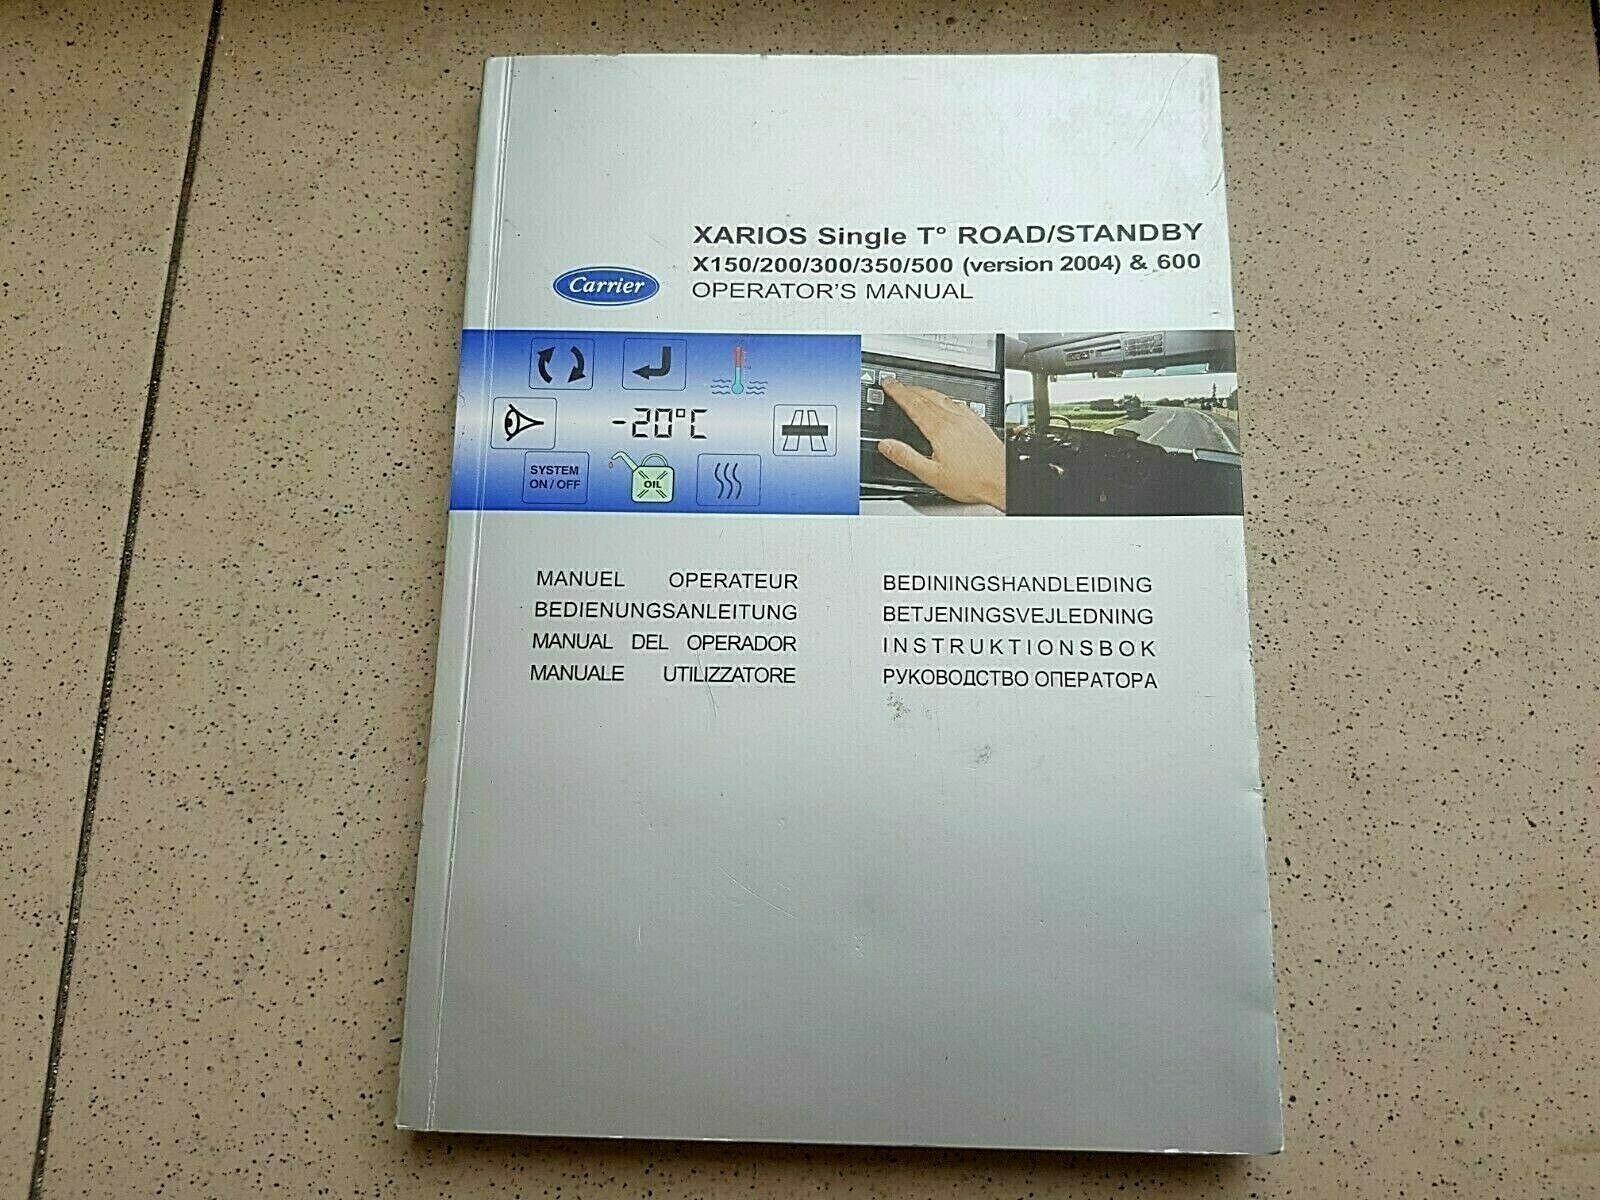 XARIOS Single T° ROAD/STANDBY
X150/200/300/350/500 (version 2004) & 600
OPERATOR'S MANUAL
Carrier
-20°C
SYSTEM
ON / OFF
OIL
MANUEL OPERATEUR
BEDIENUNGSANLEITUNG
MANUAL DEL OPERADOR
MANUALE UTILIZZATORE
BEDININGSHANDLEIDING
BETJENINGSVEJLEDNING
INSTRUKTIONSBOK
РУКОВОДСТВО ОПЕРАТОРА